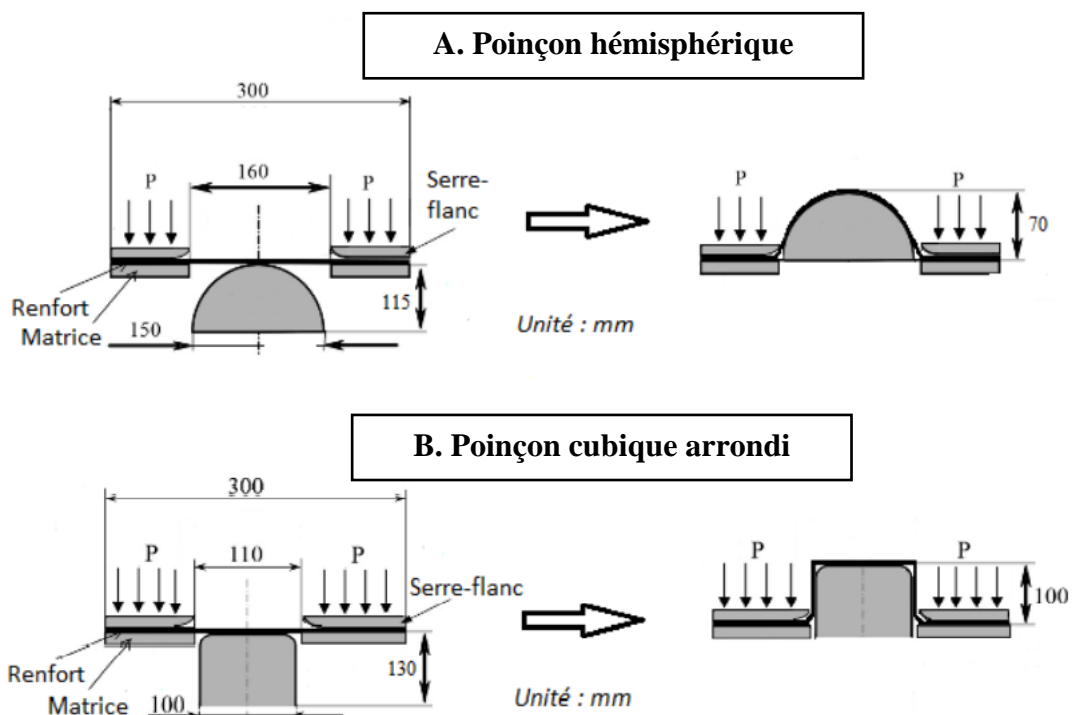 A. Poinçon hémisphérique
300
P
160
P
Serre-
flanc
115
Renfort
Matrice
150
P
P
70
Unité : mm
B. Poinçon cubique arrondi
300
P
110
P
Serre-flanc
130
Renfort
Matrice
100
P
P
100
Unité : mm